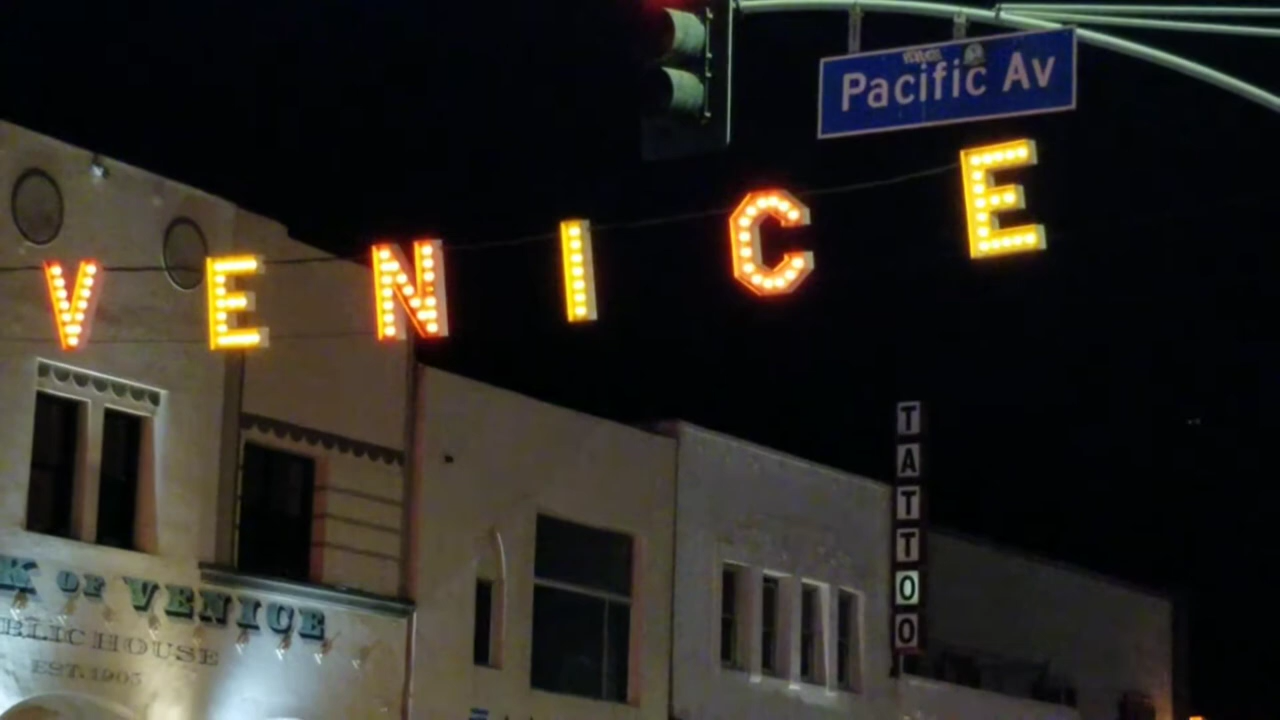 Pacific Av
VENICE
TATTOO
K OF VENICE
BLIC HOUSE
EST. 1905